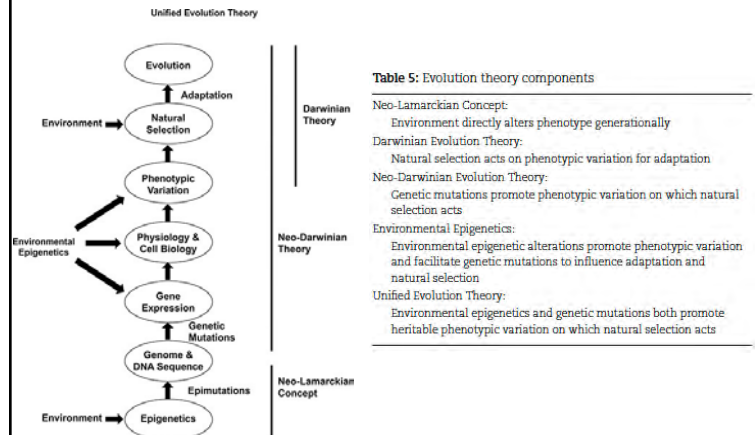 Unified Evolution Theory
Evolution
Adaptation
Environment
Natural
Selection
Darwinian
Theory
Phenotypic
Variation
Environmental
Epigenetics
Physiology &
Cell Biology
Neo-Darwinian
Theory
Gene
Expression
Genetic
Mutations
Genome &
DNA Sequence
Epimutations
Neo-Lamarckian
Concept
Environment
Epigenetics
Table 5: Evolution theory components
Neo-Lamarckian Concept:
Environment directly alters phenotype generationally
Darwinian Evolution Theory:
Natural selection acts on phenotypic variation for adaptation
Neo-Darwinian Evolution Theory:
Genetic mutations promote phenotypic variation on which natural
selection acts
Environmental Epigenetics:
Environmental epigenetic alterations promote phenotypic variation
and facilitate genetic mutations to influence adaptation and
natural selection
Unified Evolution Theory:
Environmental epigenetics and genetic mutations both promote
heritable phenotypic variation on which natural selection acts